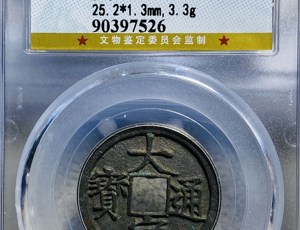 25.2*1.3mm,3.3g
90397526
★ 文物鉴定委员会监制 ★
大
寶 通